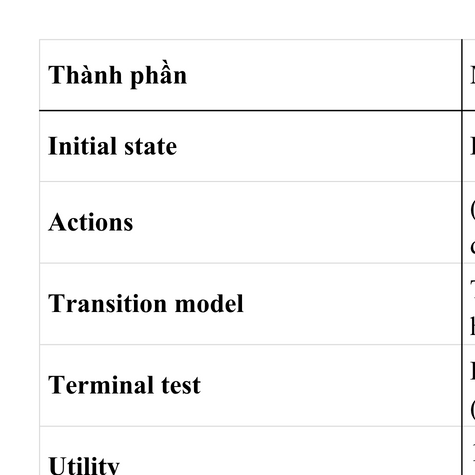 Thành phần
Initial state
Actions
Transition model
Terminal test
Utility